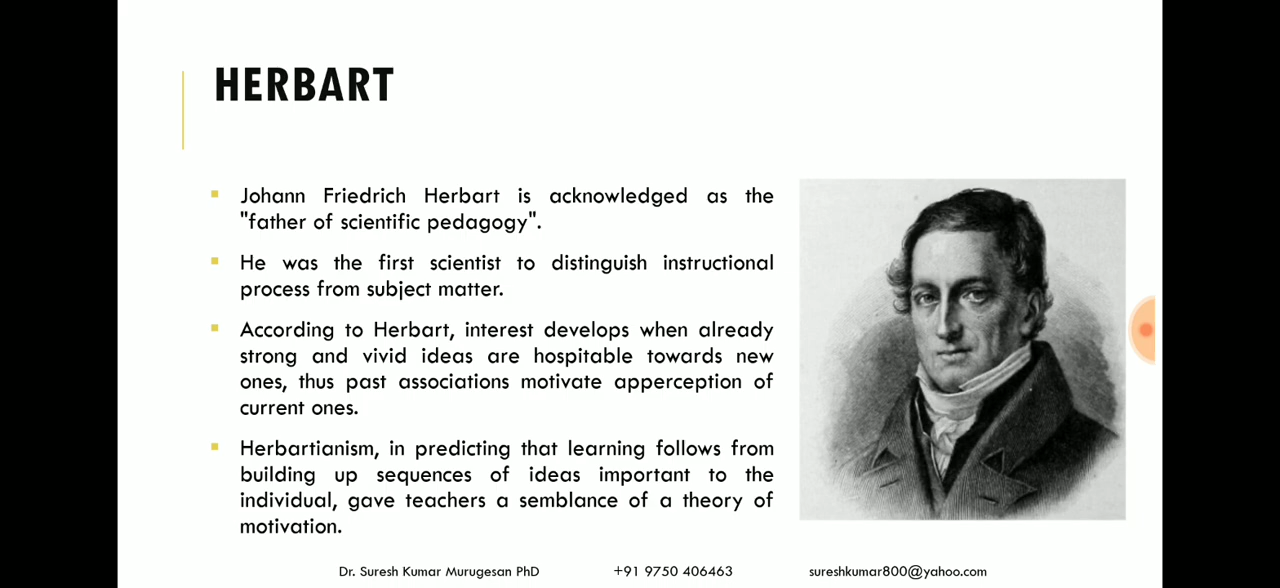 HERBART
Johann Friedrich Herbart is acknowledged as the
"father of scientific pedagogy".
He was the first scientist to distinguish instructional
process from subject matter.
According to Herbart, interest develops when already
strong and vivid ideas are hospitable towards new
ones, thus past associations motivate apperception of
current ones.
Herbartianism, in predicting that learning follows from
building up sequences of ideas important to the
individual, gave teachers a semblance of a theory of
motivation.
Dr. Suresh Kumar Murugesan PhD +91 9750 406463 sureshkumar800@yahoo.com